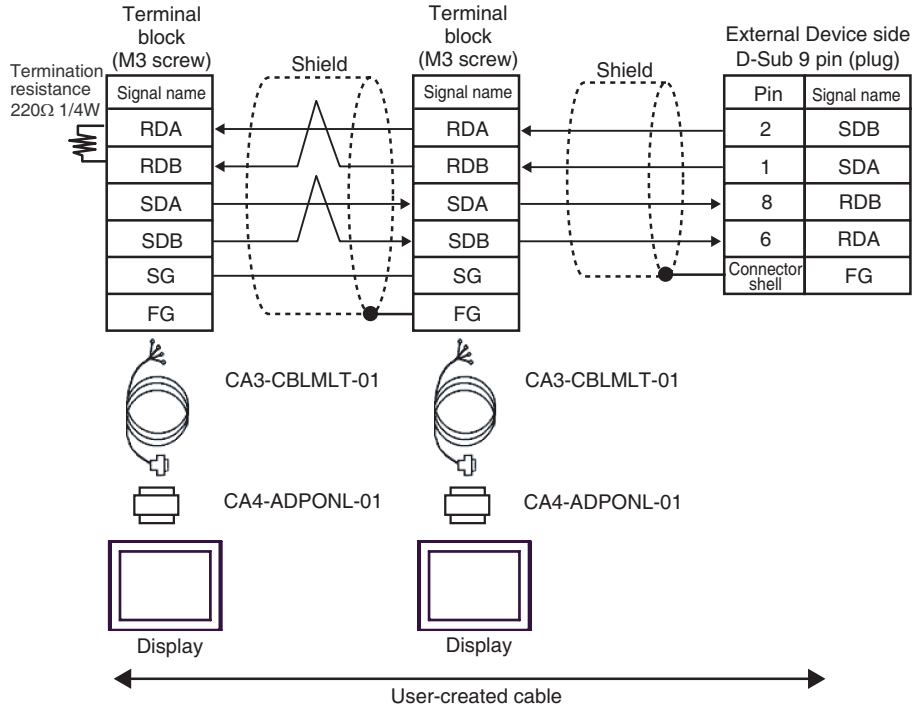 Terminal
block
(M3 screw)
Terminal
block
(M3 screw)
External Device side
D-Sub 9 pin (plug)
Termination
resistance
220Ω 1/4W
Shield
Shield
Signal name
Signal name
Pin
Signal name
RDA
RDA
2
SDB
RDB
RDB
1
SDA
SDA
SDA
8
RDB
SDB
SDB
6
RDA
SG
SG
Connector
shell
FG
FG
FG
CA3-CBLMLT-01
CA3-CBLMLT-01
CA4-ADPONL-01
CA4-ADPONL-01
Display
Display
User-created cable